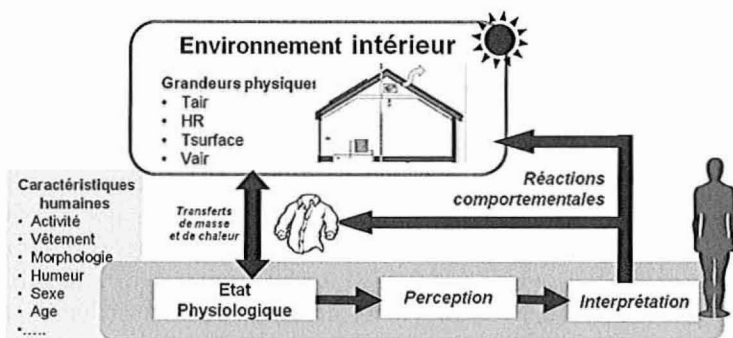 Environnement intérieur
Grandeurs physiques
• Tair
• HR
• Tsurface
• Vair
Caractéristiques
humaines
• Activité
• Vêtement
• Morphologie
• Humeur
• Sexe
• Age
•.....
Transferts
de masse
et de chaleur
Réactions
comportementales
Etat
Physiologique
Perception
Interprétation